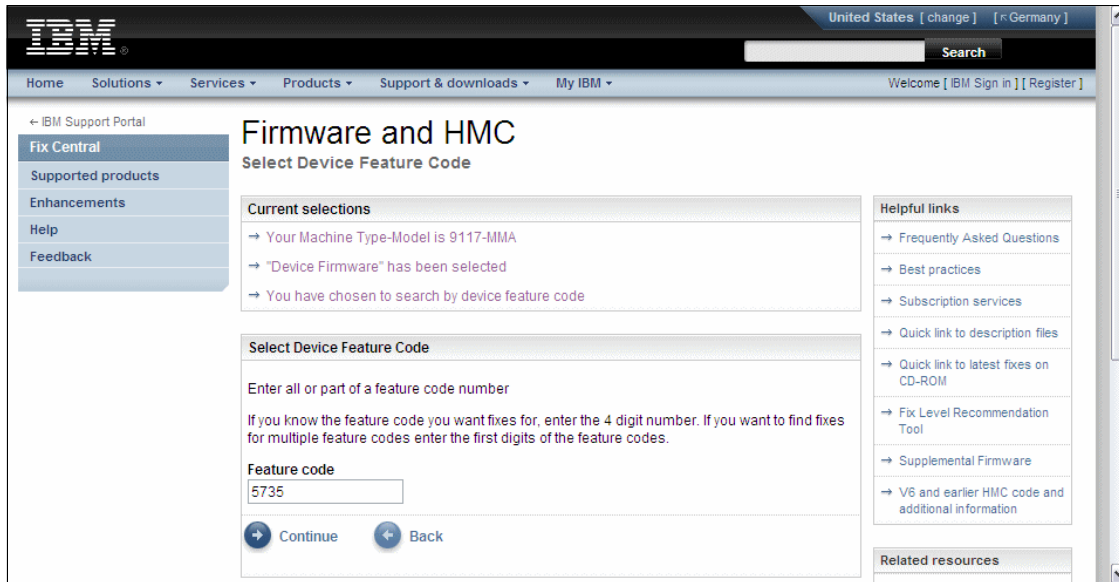 United States [ change ] [ Germany ]
IBM®
Search
Home Solutions Services Products Support & downloads My IBM Welcome [ IBM Sign in ] [ Register ]
← IBM Support Portal
Fix Central
Supported products
Enhancements
Help
Feedback
Firmware and HMC
Select Device Feature Code
Current selections
→ Your Machine Type-Model is 9117-MMA
→ "Device Firmware" has been selected
→ You have chosen to search by device feature code
Select Device Feature Code
Enter all or part of a feature code number
If you know the feature code you want fixes for, enter the 4 digit number. If you want to find fixes
for multiple feature codes enter the first digits of the feature codes.
Feature code
5735
Continue Back
Helpful links
→ Frequently Asked Questions
→ Best practices
→ Subscription services
→ Quick link to description files
→ Quick link to latest fixes on
CD-ROM
→ Fix Level Recommendation
Tool
→ Supplemental Firmware
→ V6 and earlier HMC code and
additional information
Related resources